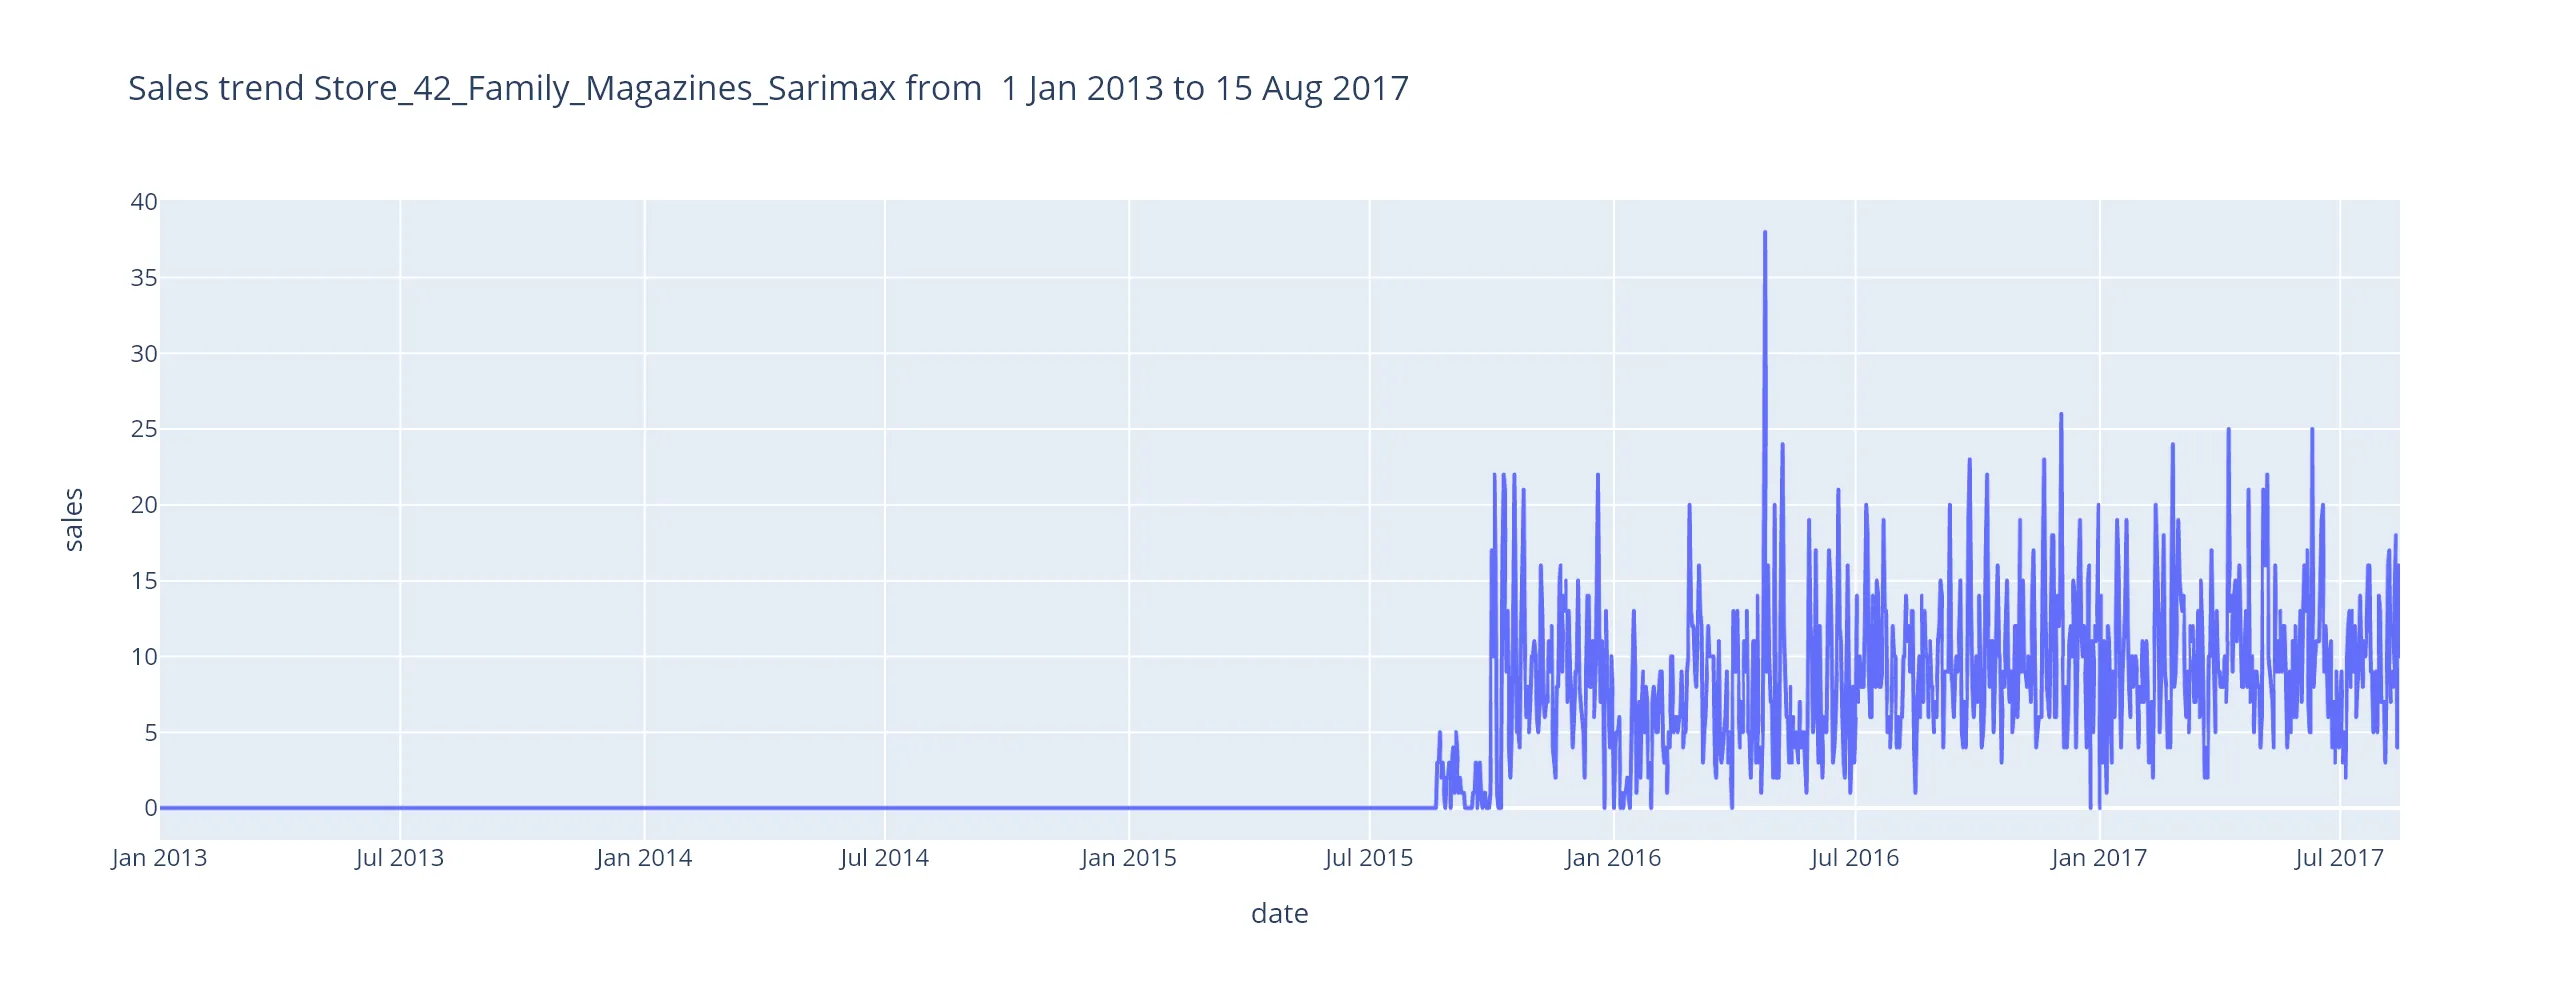 Sales trend Store_42_Family_Magazines_Sarimax from  1 Jan 2013 to 15 Aug 2017
40
35
30
25
20
15
10
5
0
sales
Jan 2013 Jul 2013 Jan 2014 Jul 2014 Jan 2015 Jul 2015 Jan 2016 Jul 2016 Jan 2017 Jul 2017
date